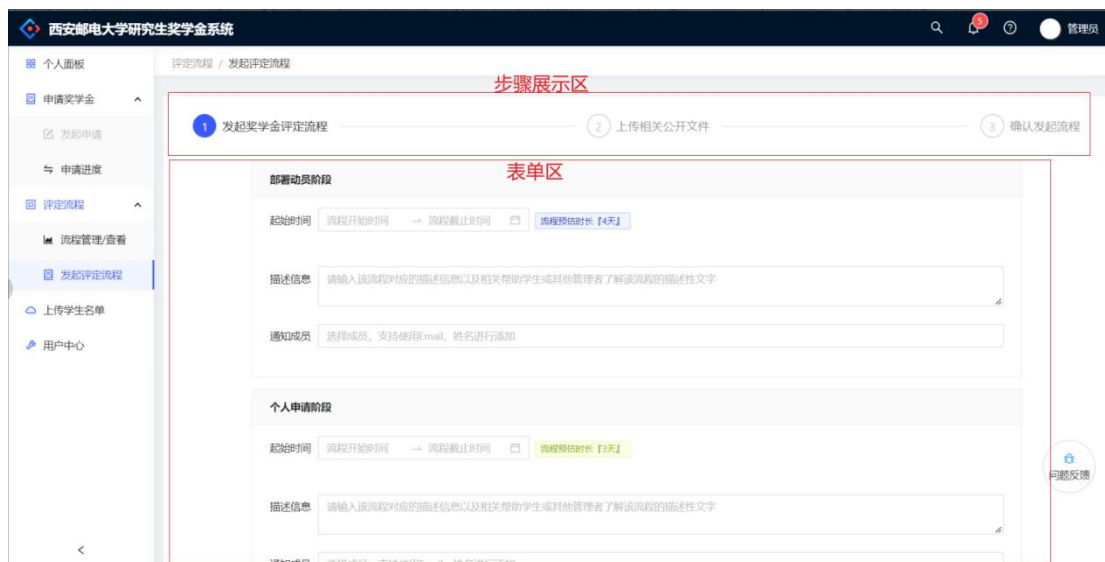 西安邮电大学研究生奖学金系统
5
管理员
个人面板
评定流程 / 发起评定流程
步骤展示区
申请奖学金
1 发起奖学金评定流程
2 上传相关公开文件
3 确认发起流程
发起申请
申请进度
表单区
部署动员阶段
评定流程
起始时间 流程开始时间 → 流程截止时间 流程预估时长『4天』
流程管理/查看
发起评定流程
描述信息 请输入该流程对应的描述信息以及相关帮助学生或其他管理者了解该流程的描述性文字
上传学生名单
通知成员 选择成员，支持使用Email、姓名进行添加
用户中心
个人申请阶段
起始时间 流程开始时间 → 流程截止时间 流程预估时长『3天』
问题反馈
描述信息 请输入该流程对应的描述信息以及相关帮助学生或其他管理者了解该流程的描述性文字